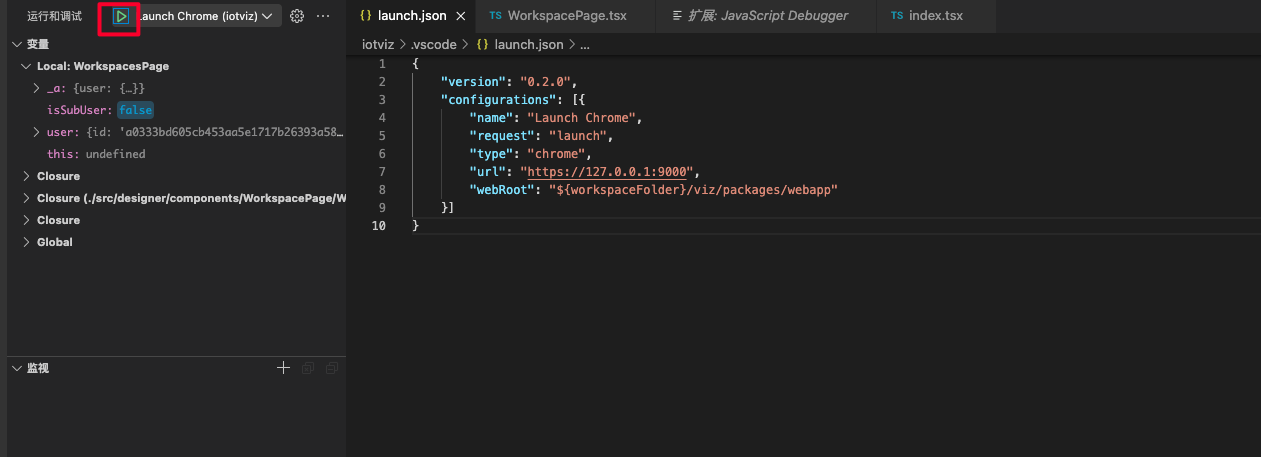 运行和调试
Launch Chrome (iotviz)
变量
Local: WorkspacesPage
_a: {user: {…}}
isSubUser: false
user: {id: 'a0333bd605cb453aa5e1717b26393a58…
this: undefined
Closure
Closure (./src/designer/components/WorkspacePage/W
Closure
Global
监视
{} launch.json
TS WorkspacePage.tsx
扩展: JavaScript Debugger
TS index.tsx
iotviz > .vscode > {} launch.json > ...
1 {
2 "version": "0.2.0",
3 "configurations": [{
4 "name": "Launch Chrome",
5 "request": "launch",
6 "type": "chrome",
7 "url": "https://127.0.0.1:9000",
8 "webRoot": "${workspaceFolder}/viz/packages/webapp"
9 }]
10 }